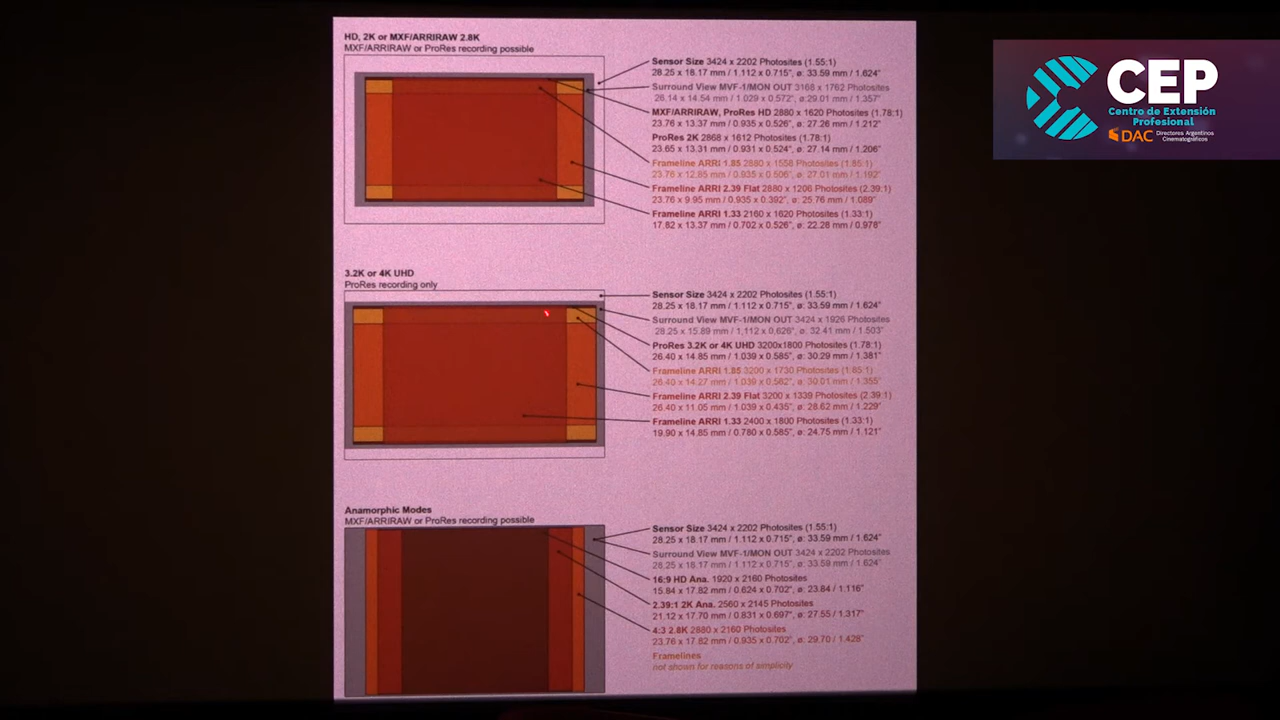 HD, 2K or MXF/ARRIRAW 2.8K
MXF/ARRIRAW or ProRes recording possible
Sensor Size 3424 x 2202 Photosites (1.55:1)
28.25 x 18.17 mm / 1.112 x 0.715", ø: 33.59 mm / 1.624"
Surround View MVF-1/MON OUT 3168 x 1762 Photosites
26.14 x 14.54 mm / 1.029 x 0.572", ø:29.01 mm / 1.357"
MXF/ARRIRAW, ProRes HD 2880 x 1620 Photosites (1.78:1)
23.76 x 13.37 mm / 0.935 x 0.526", ø: 27.26 mm / 1.212"
ProRes 2K 2868 x 1612 Photosites (1.78:1)
23.65 x 13.31 mm / 0.931 x 0.524", ø: 27.14 mm / 1.206"
Frameline ARRI 1.85 2880 x 1558 Photosites (1.85:1)
23.76 x 12.85 mm / 0.935 x 0.506", ø: 27.01 mm / 1.192"
Frameline ARRI 2.39 Flat 2880 x 1206 Photosites (2.39:1)
23.76 x 9.95 mm / 0.935 x 0.392", ø: 25.76 mm / 1.089"
Frameline ARRI 1.33 2160 x 1620 Photosites (1.33:1)
17.82 x 13.37 mm / 0.702 x 0.526", ø: 22.28 mm / 0.978"
3.2K or 4K UHD
ProRes recording only
Sensor Size 3424 x 2202 Photosites (1.55:1)
28.25 x 18.17 mm / 1.112 x 0.715", ø: 33.59 mm / 1.624"
Surround View MVF-1/MON OUT 3424 x 1926 Photosites
28.25 x 15.89 mm / 1,112 x 0,626", ø: 32.41 mm / 1.503"
ProRes 3.2K or 4K UHD 3200x1800 Photosites (1.78:1)
26.40 x 14.85 mm / 1.039 x 0.585", ø: 30.29 mm / 1.381"
Frameline ARRI 1.85 3200 x 1730 Photosites (1.85:1)
26.40 x 14.27 mm / 1.039 x 0.562", ø: 30.01 mm / 1.355"
Frameline ARRI 2.39 Flat 3200 x 1339 Photosites (2.39:1)
26.40 x 11.05 mm / 1.039 x 0.435", ø: 28.62 mm / 1.229"
Frameline ARRI 1.33 2400 x 1800 Photosites (1.33:1)
19.90 x 14.85 mm / 0.780 x 0.585", ø: 24.75 mm / 1.121"
Anamorphic Modes
MXF/ARRIRAW or ProRes recording possible
Sensor Size 3424 x 2202 Photosites (1.55:1)
28.25 x 18.17 mm / 1.112 x 0.715", ø: 33.59 mm / 1.624"
Surround View MVF-1/MON OUT 3424 x 2202 Photosites
28.25 x 18.17 mm / 1.112 x 0.715", ø: 33.59 mm / 1.624"
16:9 HD Ana. 1920 x 2160 Photosites
15.84 x 17.82 mm / 0.624 x 0.702", ø: 23.84 / 1.116"
2.39:1 2K Ana. 2560 x 2145 Photosites
21.12 x 17.70 mm / 0.831 x 0.697", ø: 27.55 / 1.317"
4:3 2.8K 2880 x 2160 Photosites
23.76 x 17.82 mm / 0.935 x 0.702", ø: 29.70 / 1.428"
Framelines
not shown for reasons of simplicity
CEP
Centro de Extensión
Profesional
DAC Directores Argentinos
Cinematográficos